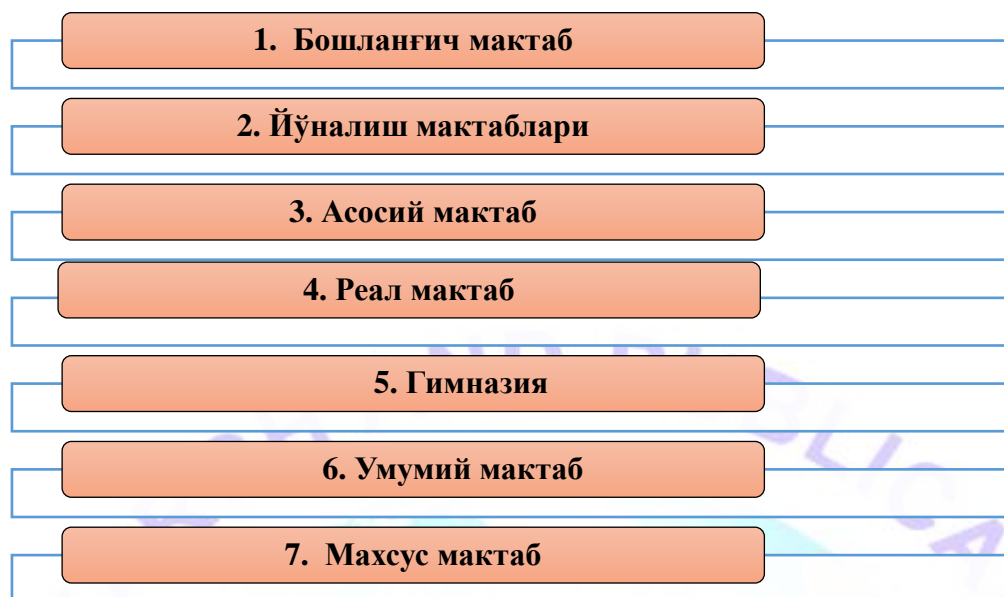 1. Бошланғич мактаб
2. Йўналиш мактаблари
3. Асосий мактаб
4. Реал мактаб
5. Гимназия
6. Умумий мактаб
7. Махсус мактаб